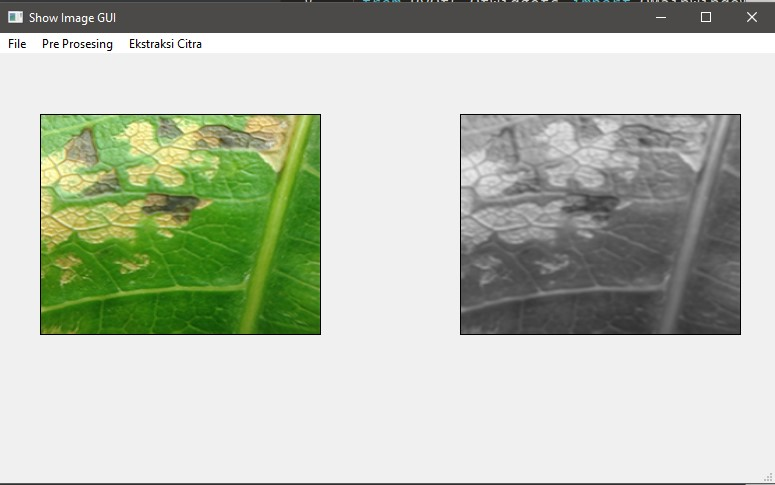 Show Image GUI
File Pre Prosesing Ekstraksi Citra